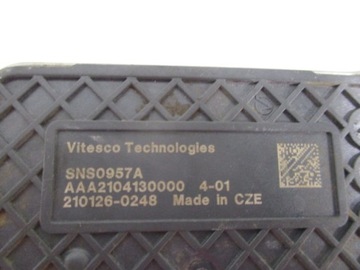 Vitesco Technologies
SNS0957A
AAA2104130000 4-01
210126-0248 Made in CZE